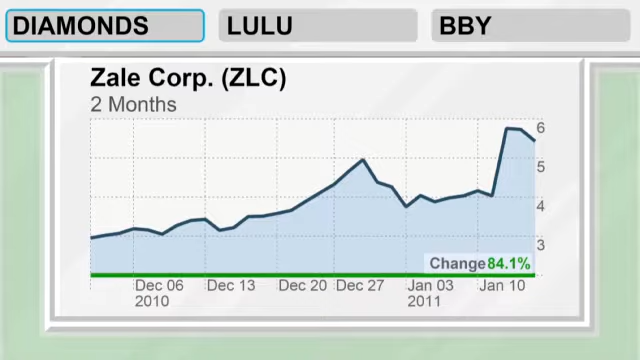 DIAMONDS LULU BBY
Zale Corp. (ZLC)
2 Months
6
5
4
3
Change 84.1%
Dec 06 Dec 13 Dec 20 Dec 27 Jan 03 Jan 10
2010 2011